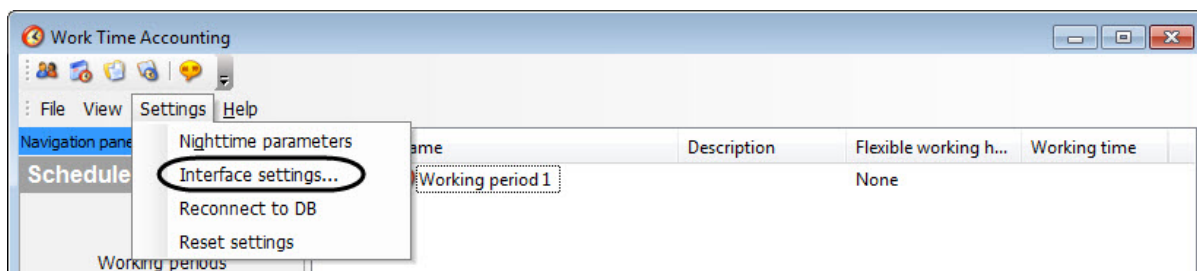 Work Time Accounting
File View Settings Help
Navigation pane
Schedule
Nighttime parameters
Interface settings...
Reconnect to DB
Reset settings
Working periods
ame Description Flexible working h... Working time
Working period 1 None